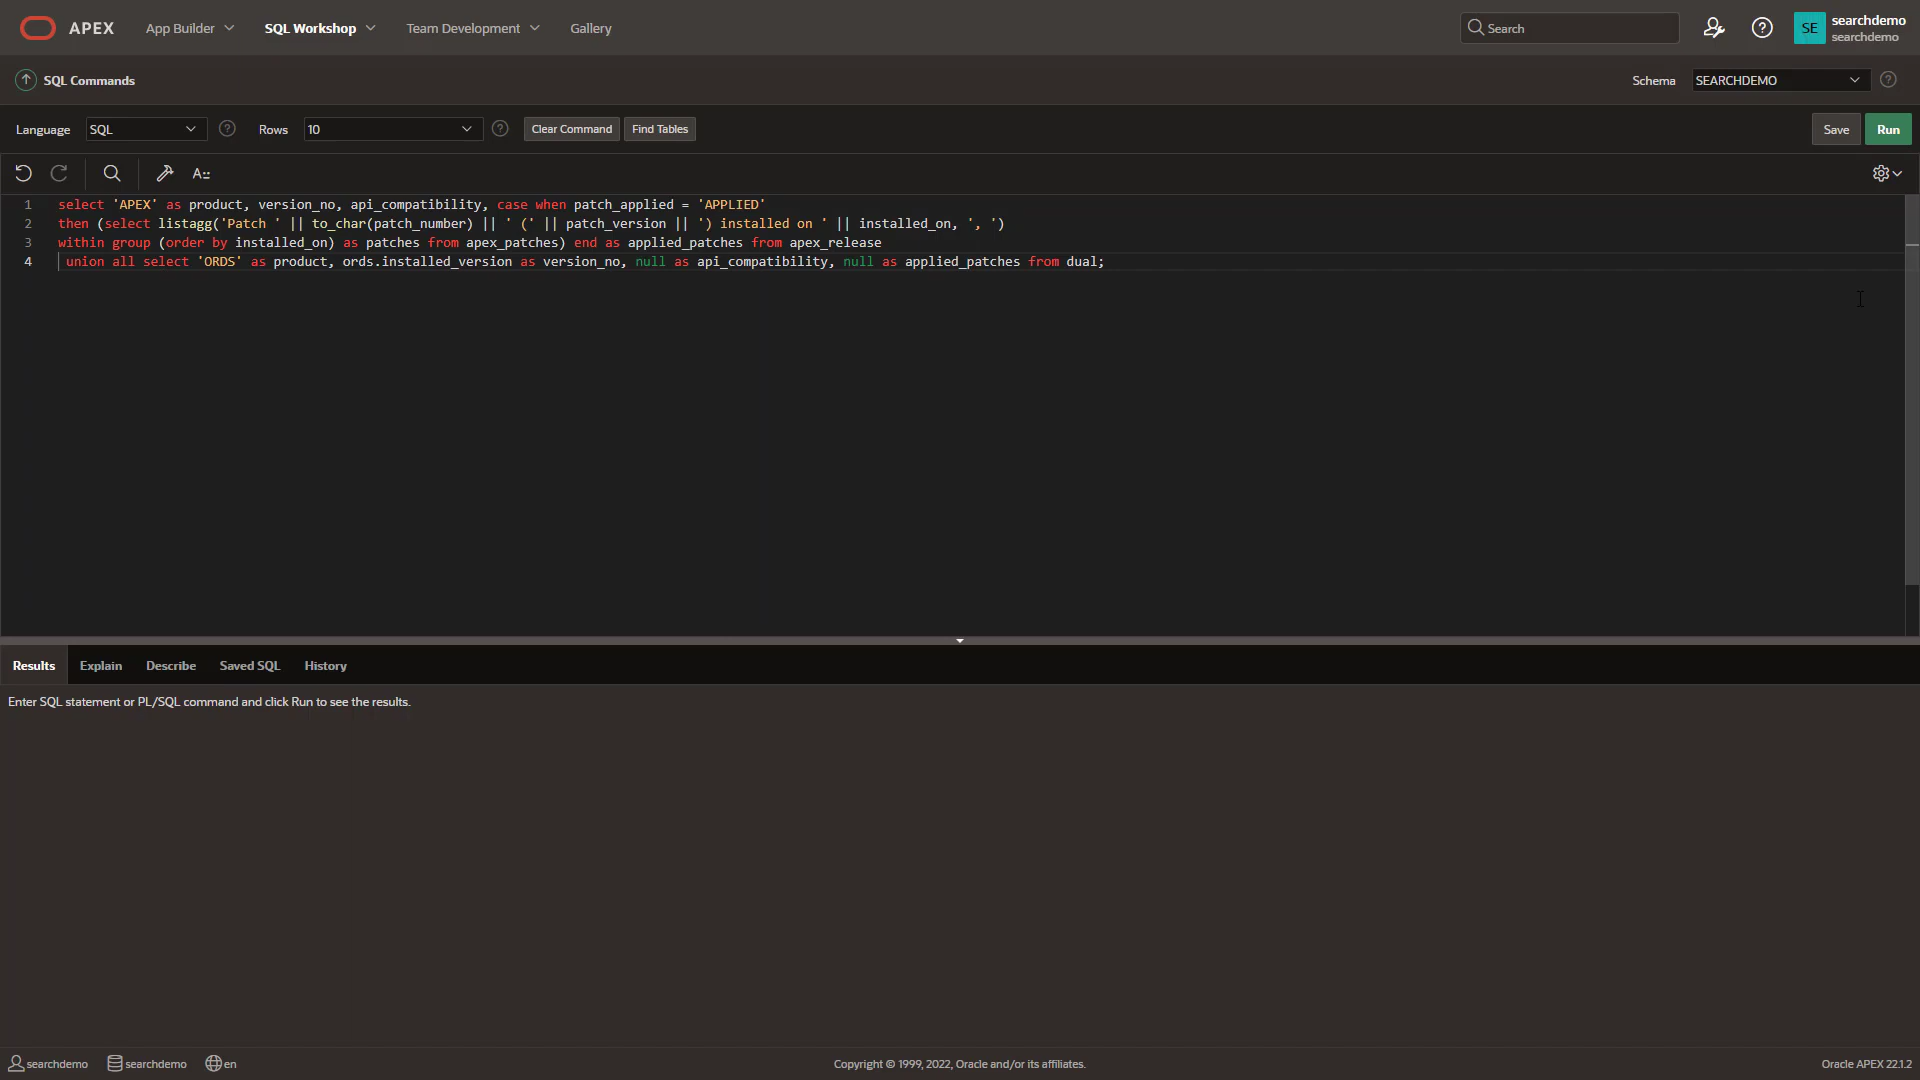 APEX App Builder SQL Workshop Team Development Gallery Search SE searchdemo
searchdemo
SQL Commands Schema SEARCHDEMO
Language SQL Rows 10 Clear Command Find Tables Save Run
A::
1 select 'APEX' as product, version_no, api_compatibility, case when patch_applied = 'APPLIED'
2 then (select listagg('Patch ' || to_char(patch_number) || ' (' || patch_version || ') installed on ' || installed_on, ', ')
3 within group (order by installed_on) as patches from apex_patches) end as applied_patches from apex_release
4 union all select 'ORDS' as product, ords.installed_version as version_no, null as api_compatibility, null as applied_patches from dual;
Results Explain Describe Saved SQL History
Enter SQL statement or PL/SQL command and click Run to see the results.
searchdemo searchdemo en Copyright © 1999, 2022, Oracle and/or its affiliates. Oracle APEX 22.1.2